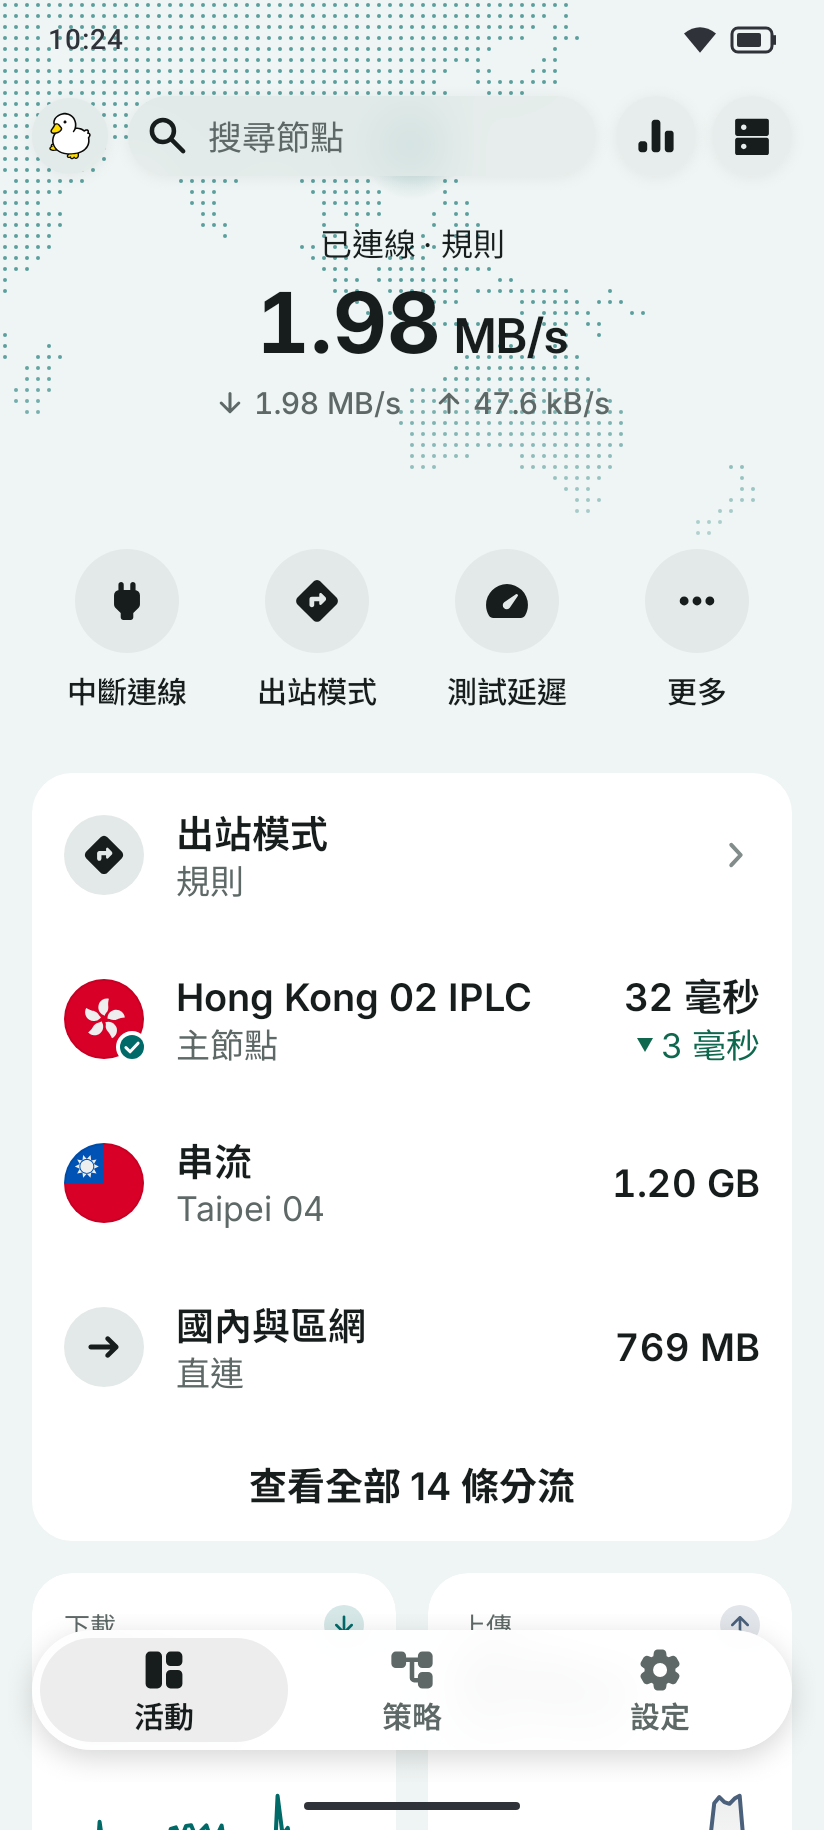 10:24
搜尋節點
已連線 · 規則
1.98 MB/s
↓ 1.98 MB/s ↑ 47.6 kB/s
中斷連線 出站模式 測試延遲 更多
出站模式
規則
Hong Kong 02 IPLC 32 毫秒
主節點 ▼3 毫秒
串流
Taipei 04
1.20 GB
國內與區網
直連
769 MB
查看全部 14 條分流
下載 上傳
活動 策略 設定